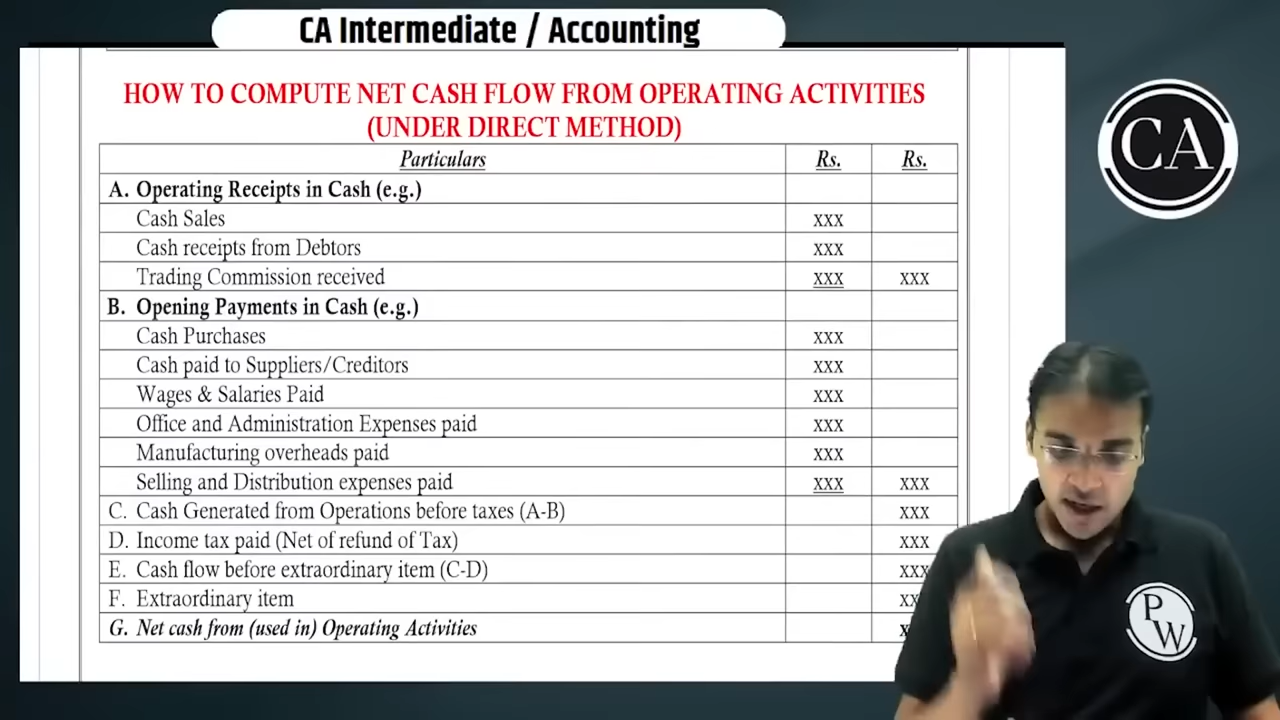 CA Intermediate / Accounting
CA
HOW TO COMPUTE NET CASH FLOW FROM OPERATING ACTIVITIES
(UNDER DIRECT METHOD)
Particulars Rs. Rs.
A. Operating Receipts in Cash (e.g.)
Cash Sales xxx
Cash receipts from Debtors xxx
Trading Commission received xxx xxx
B. Opening Payments in Cash (e.g.)
Cash Purchases xxx
Cash paid to Suppliers/Creditors xxx
Wages & Salaries Paid xxx
Office and Administration Expenses paid xxx
Manufacturing overheads paid xxx
Selling and Distribution expenses paid xxx xxx
C. Cash Generated from Operations before taxes (A-B) xxx
D. Income tax paid (Net of refund of Tax) xxx
E. Cash flow before extraordinary item (C-D) xxx
F. Extraordinary item xx
G. Net cash from (used in) Operating Activities x
PW